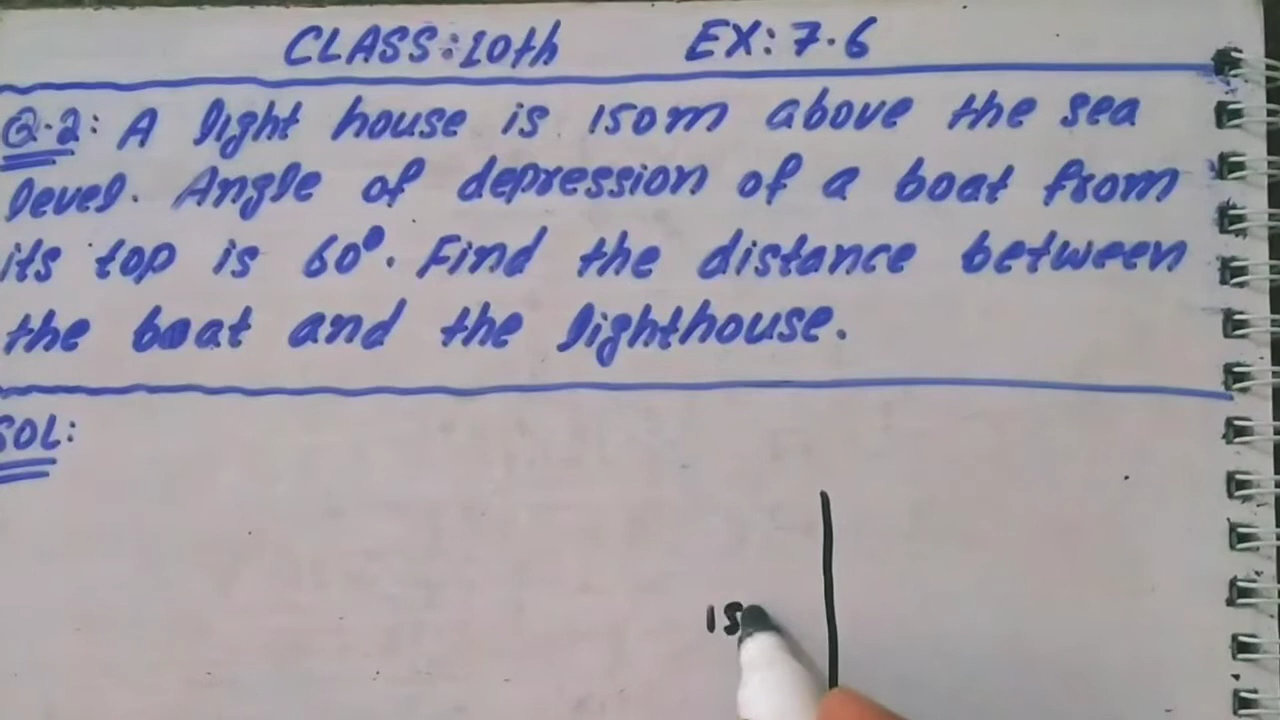 CLASS:10th EX: 7.6
Q.2: A light house is 150m above the sea
level. Angle of depression of a boat from
its top is 60°. Find the distance between
the boat and the lighthouse.
SOL:
15